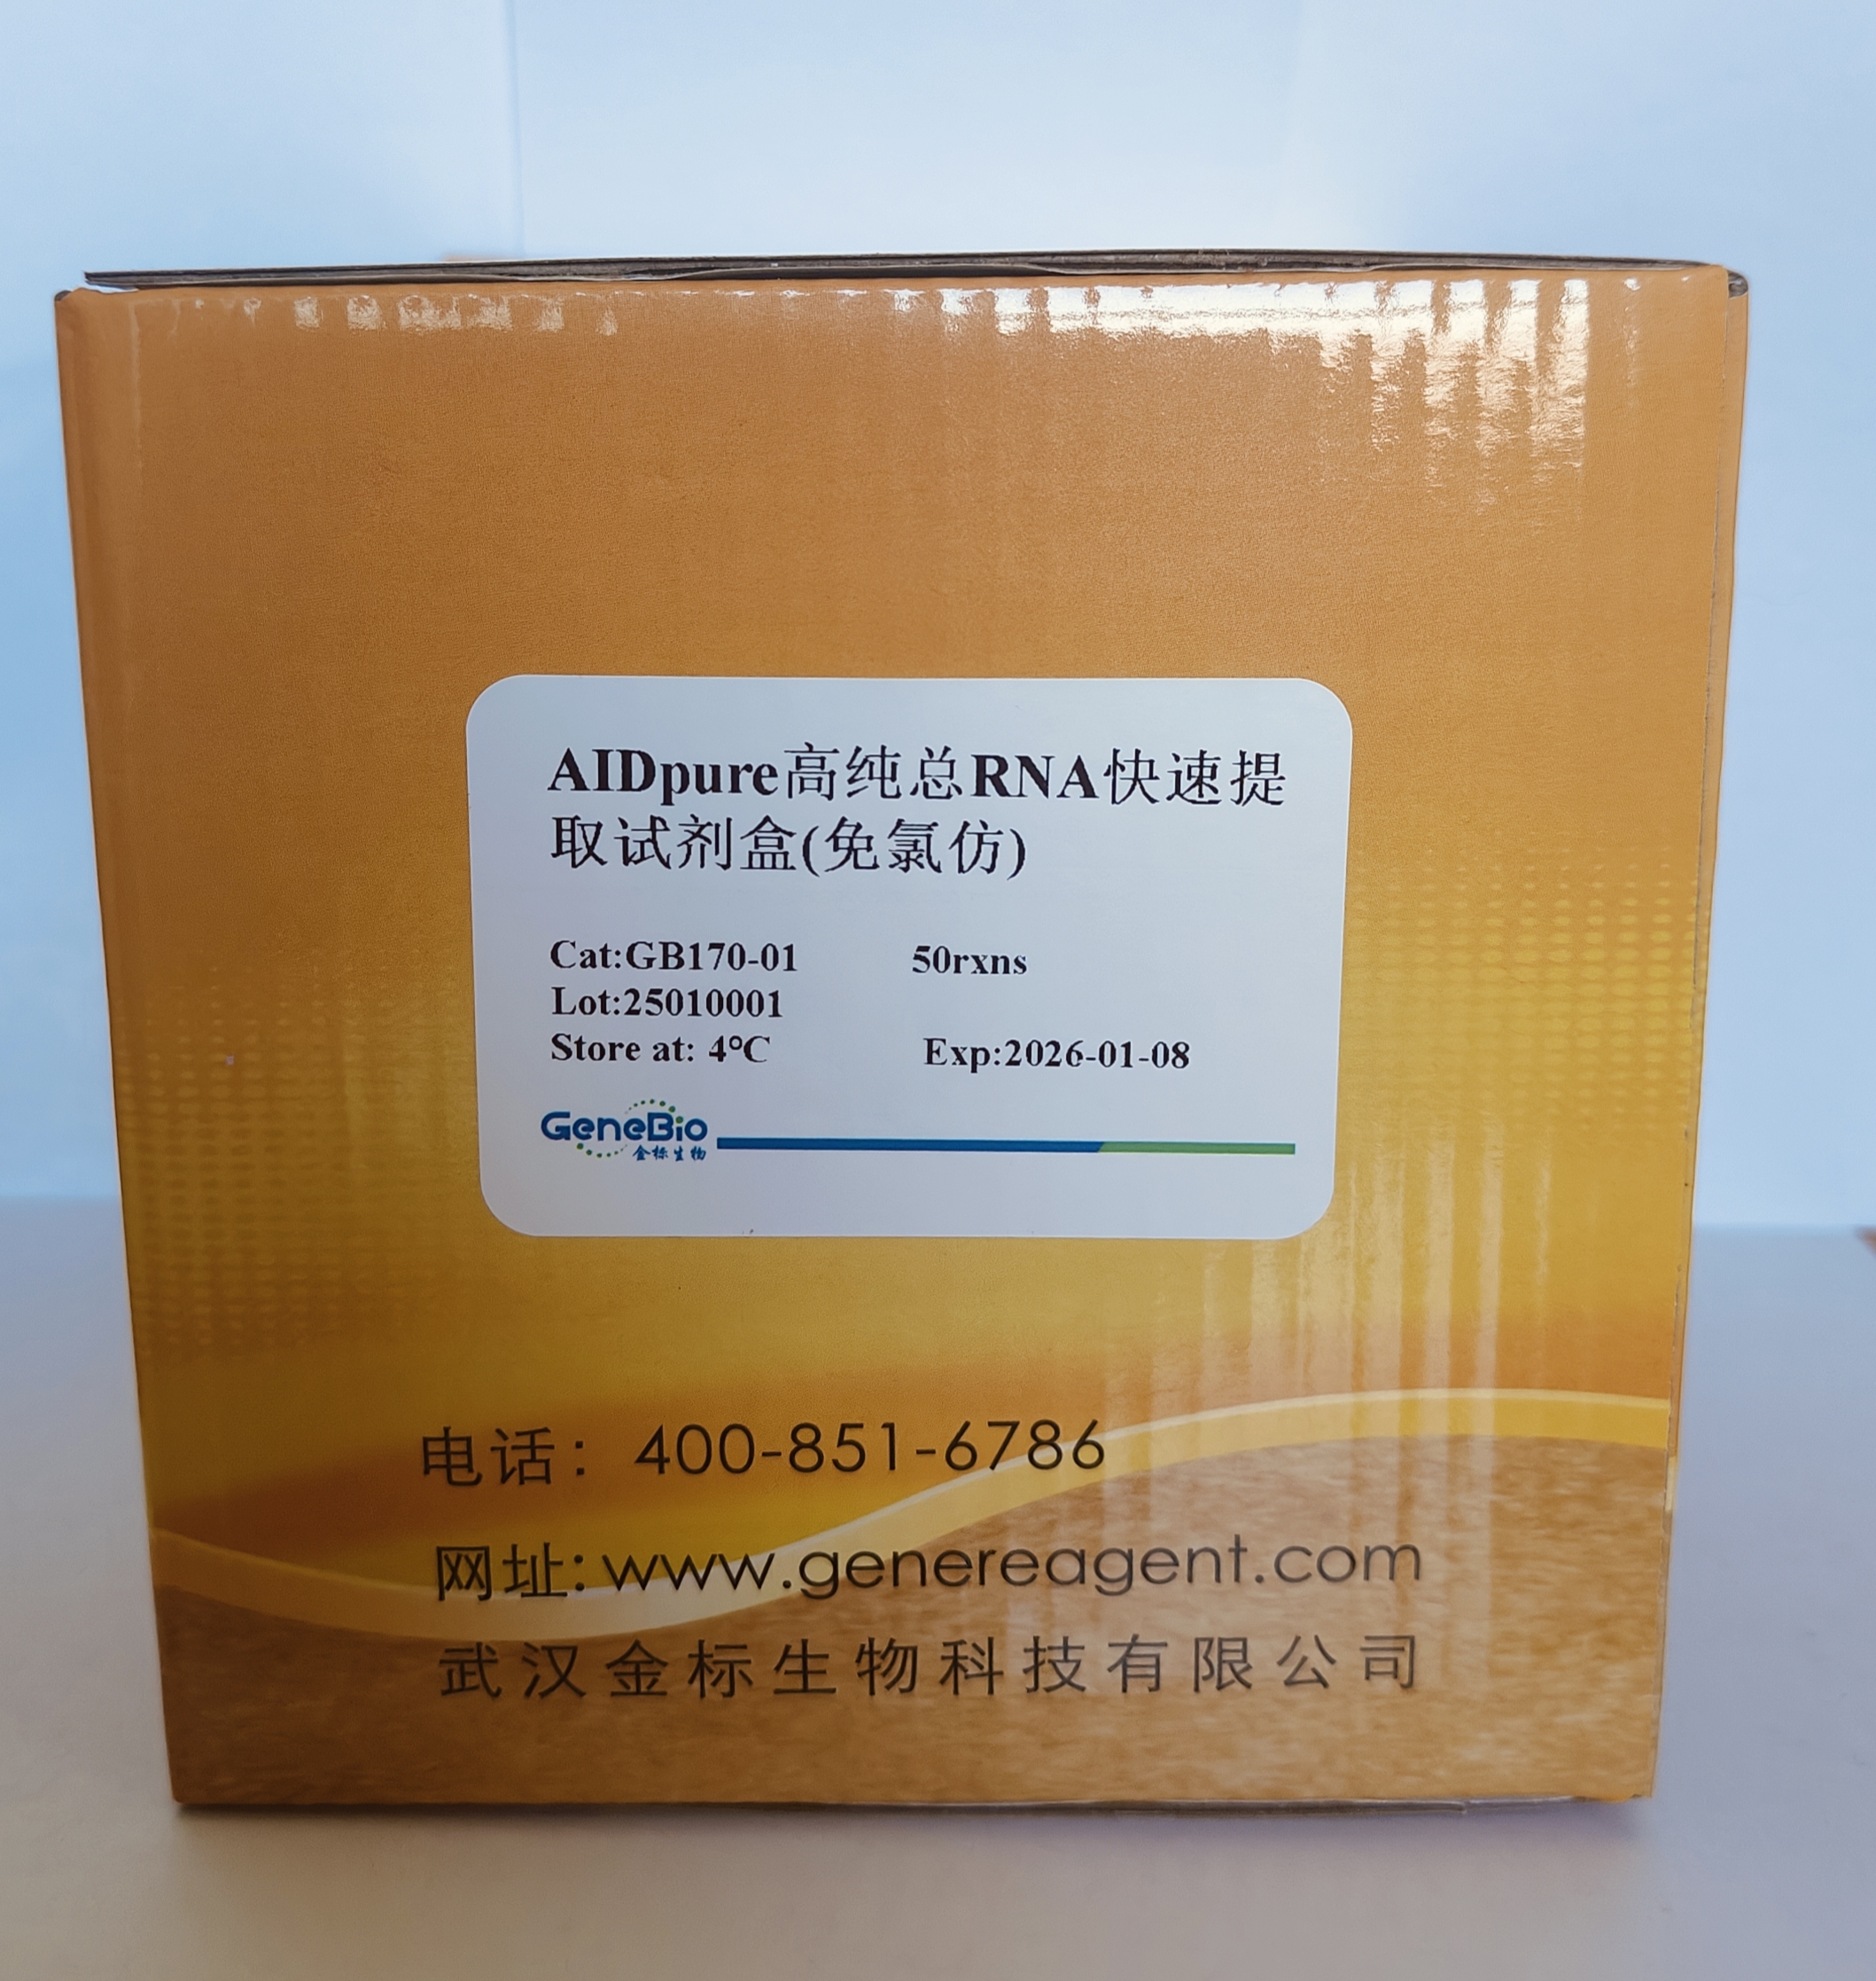 AIDpure高纯总RNA快速提
取试剂盒(免氯仿)
Cat:GB170-01 50rxns
Lot:25010001
Store at: 4℃ Exp:2026-01-08
GeneBio
金标生物
电话：400-851-6786
网址：www.genereagent.com
武汉金标生物科技有限公司